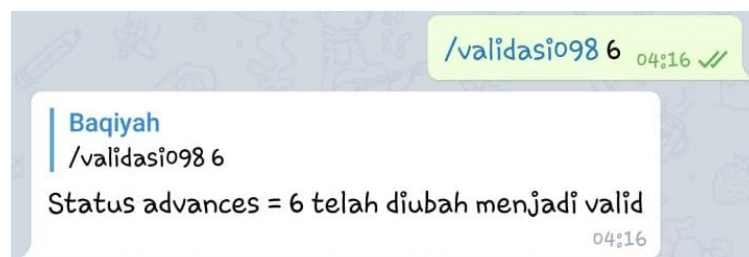 /validasi098 6 04:16
Baqiyah
/validasi098 6
Status advances = 6 telah diubah menjadi valid
04:16